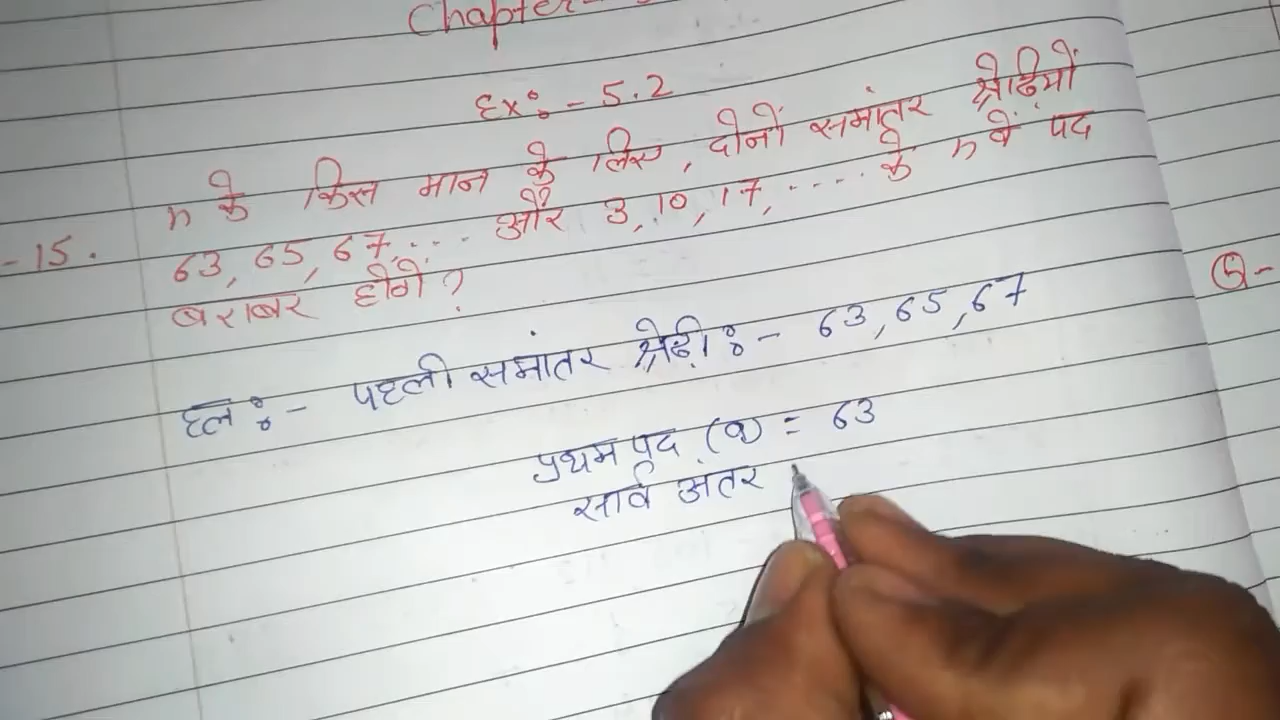 Chapter
Ex:- 5.2
n के किस मान के लिए, दोनों समांतर श्रेढ़ियों
-15. 63, 65, 67,... और 3, 10, 17, .... के n वें पद
बराबर होगें?
Q-
हल:- पहली समांतर श्रेढ़ी:- 63, 65, 67
प्रथम पद (a) = 63
सार्व अंतर